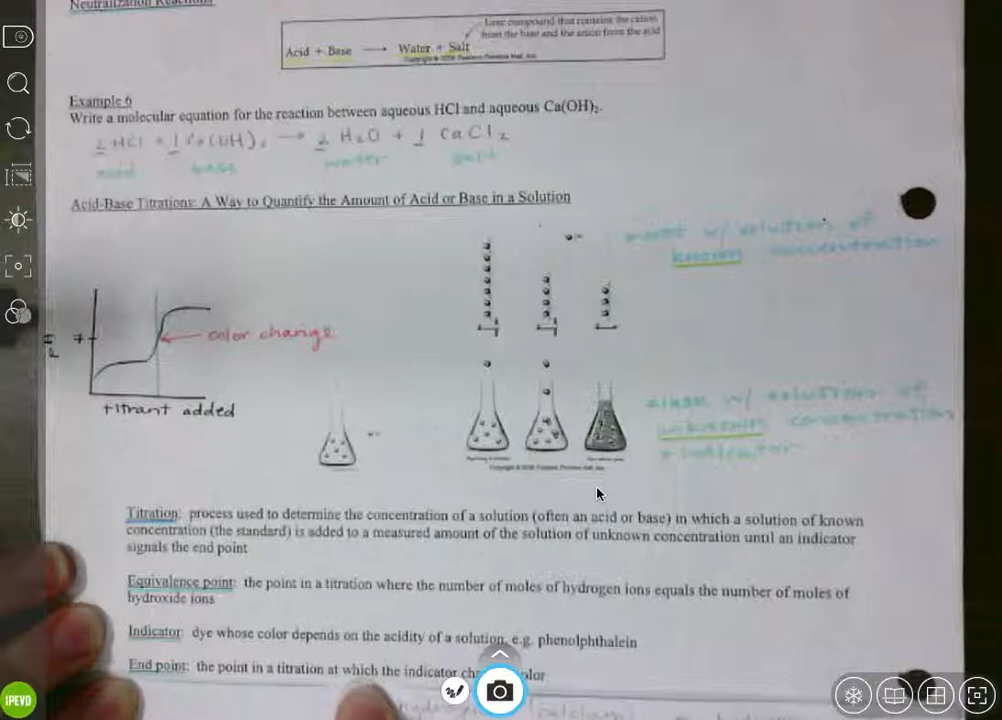 Neutralization Reactions
Ionic compound that contains the cation
from the base and the anion from the acid
Acid + Base → Water + Salt
Example 6
Write a molecular equation for the reaction between aqueous HCl and aqueous Ca(OH)₂.
2 HCl + 1 Ca(OH)₂ → 2 H₂O + 1 CaCl₂
acid base water salt
Acid-Base Titrations: A Way to Quantify the Amount of Acid or Base in a Solution
buret w/ solution of
known concentration
pH
7
color change
titrant added
flask w/ solution of
unknown concentration
+ indicator
Titration: process used to determine the concentration of a solution (often an acid or base) in which a solution of known
concentration (the standard) is added to a measured amount of the solution of unknown concentration until an indicator
signals the end point
Equivalence point: the point in a titration where the number of moles of hydrogen ions equals the number of moles of
hydroxide ions
Indicator: dye whose color depends on the acidity of a solution, e.g. phenolphthalein
End point: the point in a titration at which the indicator ch olor
IPEVO